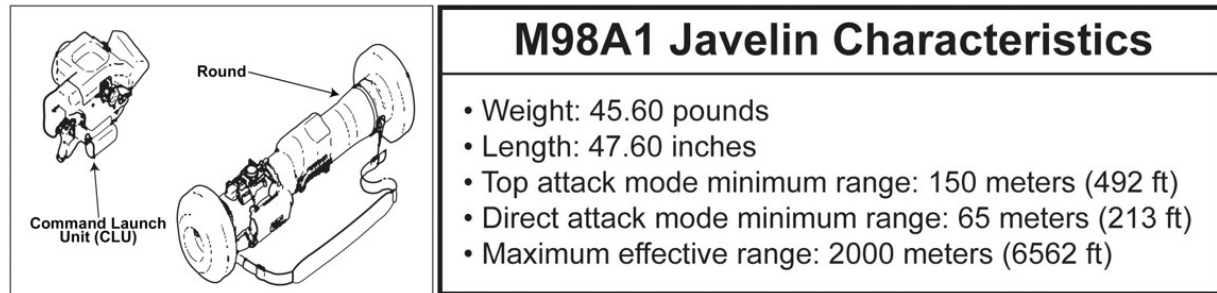 Round
Command Launch
Unit (CLU)
M98A1 Javelin Characteristics
• Weight: 45.60 pounds
• Length: 47.60 inches
• Top attack mode minimum range: 150 meters (492 ft)
• Direct attack mode minimum range: 65 meters (213 ft)
• Maximum effective range: 2000 meters (6562 ft)